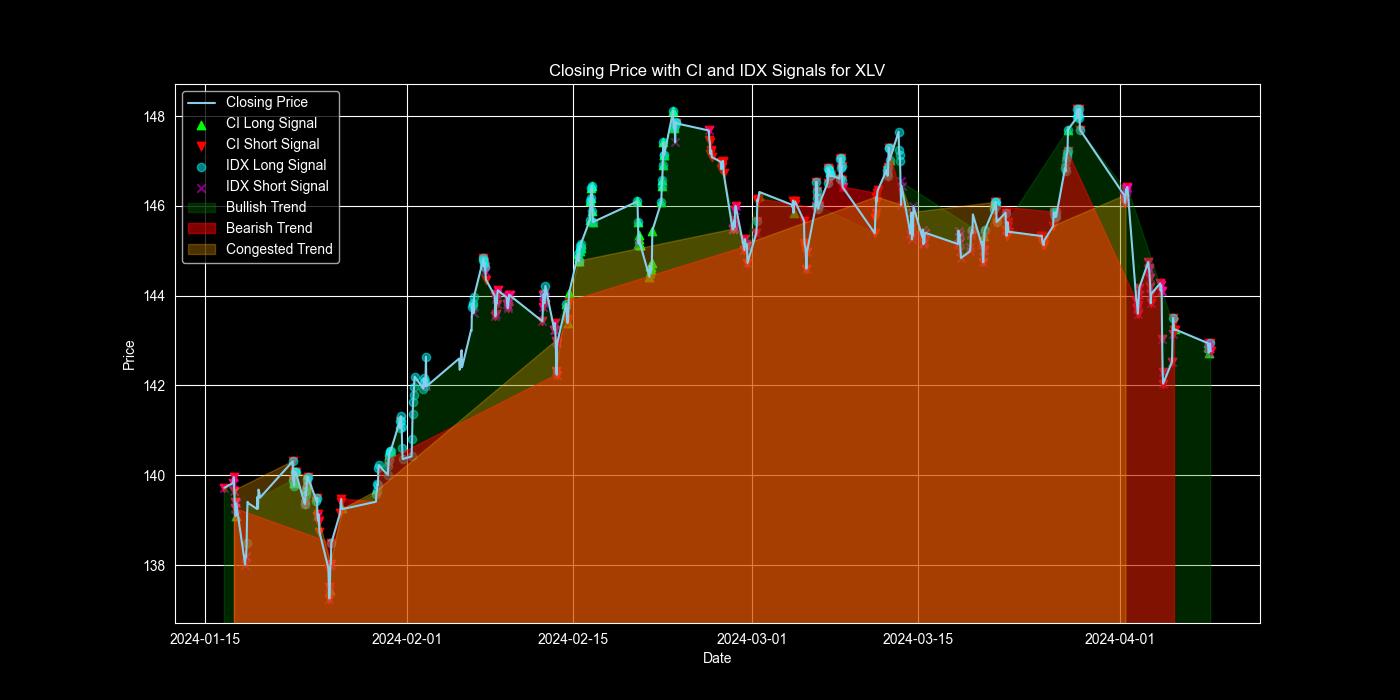 Closing Price with CI and IDX Signals for XLV
Closing Price
CI Long Signal
CI Short Signal
IDX Long Signal
IDX Short Signal
Bullish Trend
Bearish Trend
Congested Trend
148
146
144
142
140
138
Price
2024-01-15 2024-02-01 2024-02-15 2024-03-01 2024-03-15 2024-04-01
Date